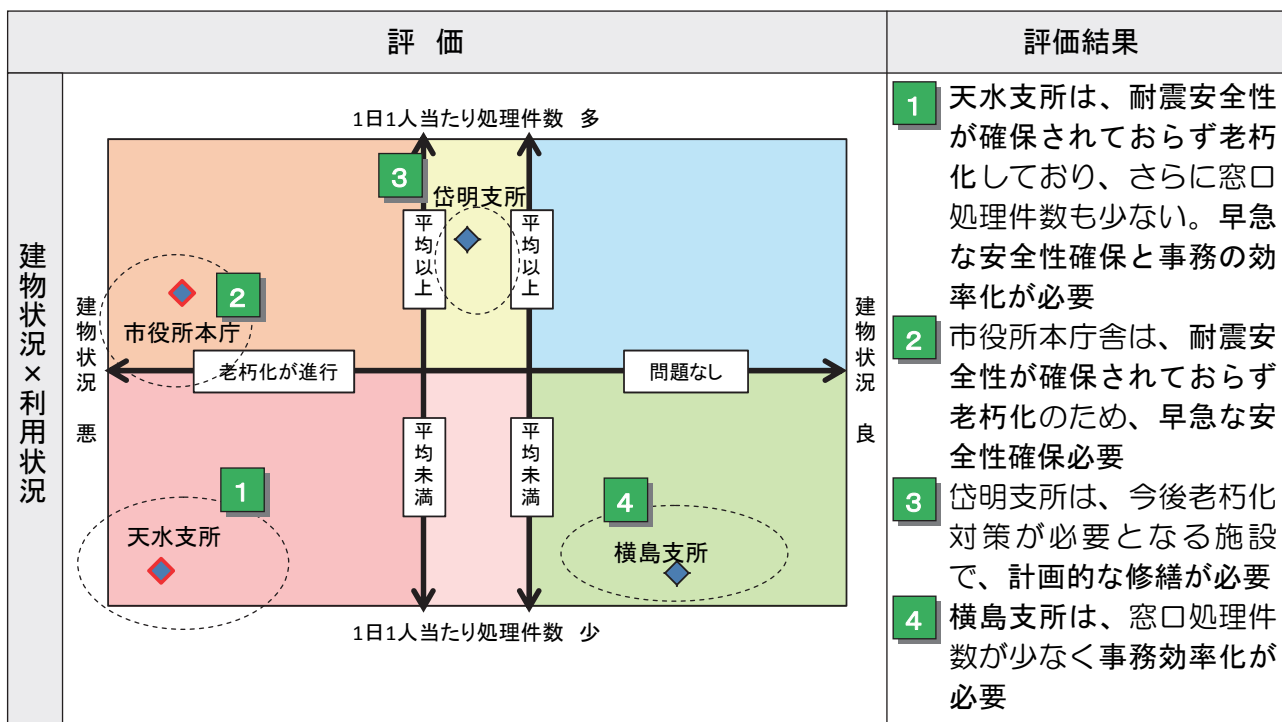 評 価
評価結果
建物状況×利用状況
1日1人当たり処理件数 多
3
岱明支所
平均以上
平均以上
2
市役所本庁
建物状況 悪
老朽化が進行
問題なし
建物状況 良
平均未満
平均未満
1
天水支所
4
横島支所
1日1人当たり処理件数 少
1 天水支所は、耐震安全性
が確保されておらず老朽
化しており、さらに窓口
処理件数も少ない。早急
な安全性確保と事務の効
率化が必要
2 市役所本庁舎は、耐震安
全性が確保されておらず
老朽化のため、早急な安
全性確保必要
3 岱明支所は、今後老朽化
対策が必要となる施設
で、計画的な修繕が必要
4 横島支所は、窓口処理件
数が少なく事務効率化が
必要